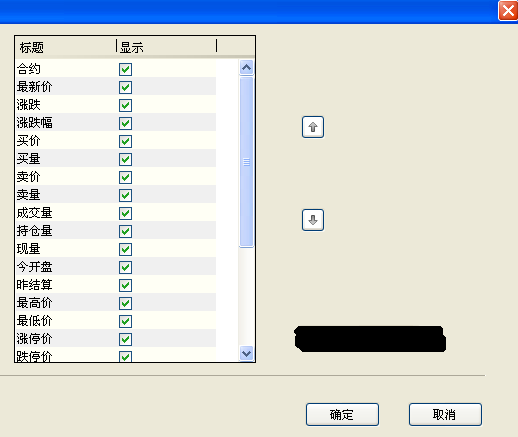 标题 显示
合约
最新价
涨跌
涨跌幅
买价
买量
卖价
卖量
成交量
持仓量
现量
今开盘
昨结算
最高价
最低价
涨停价
跌停价
确定 取消